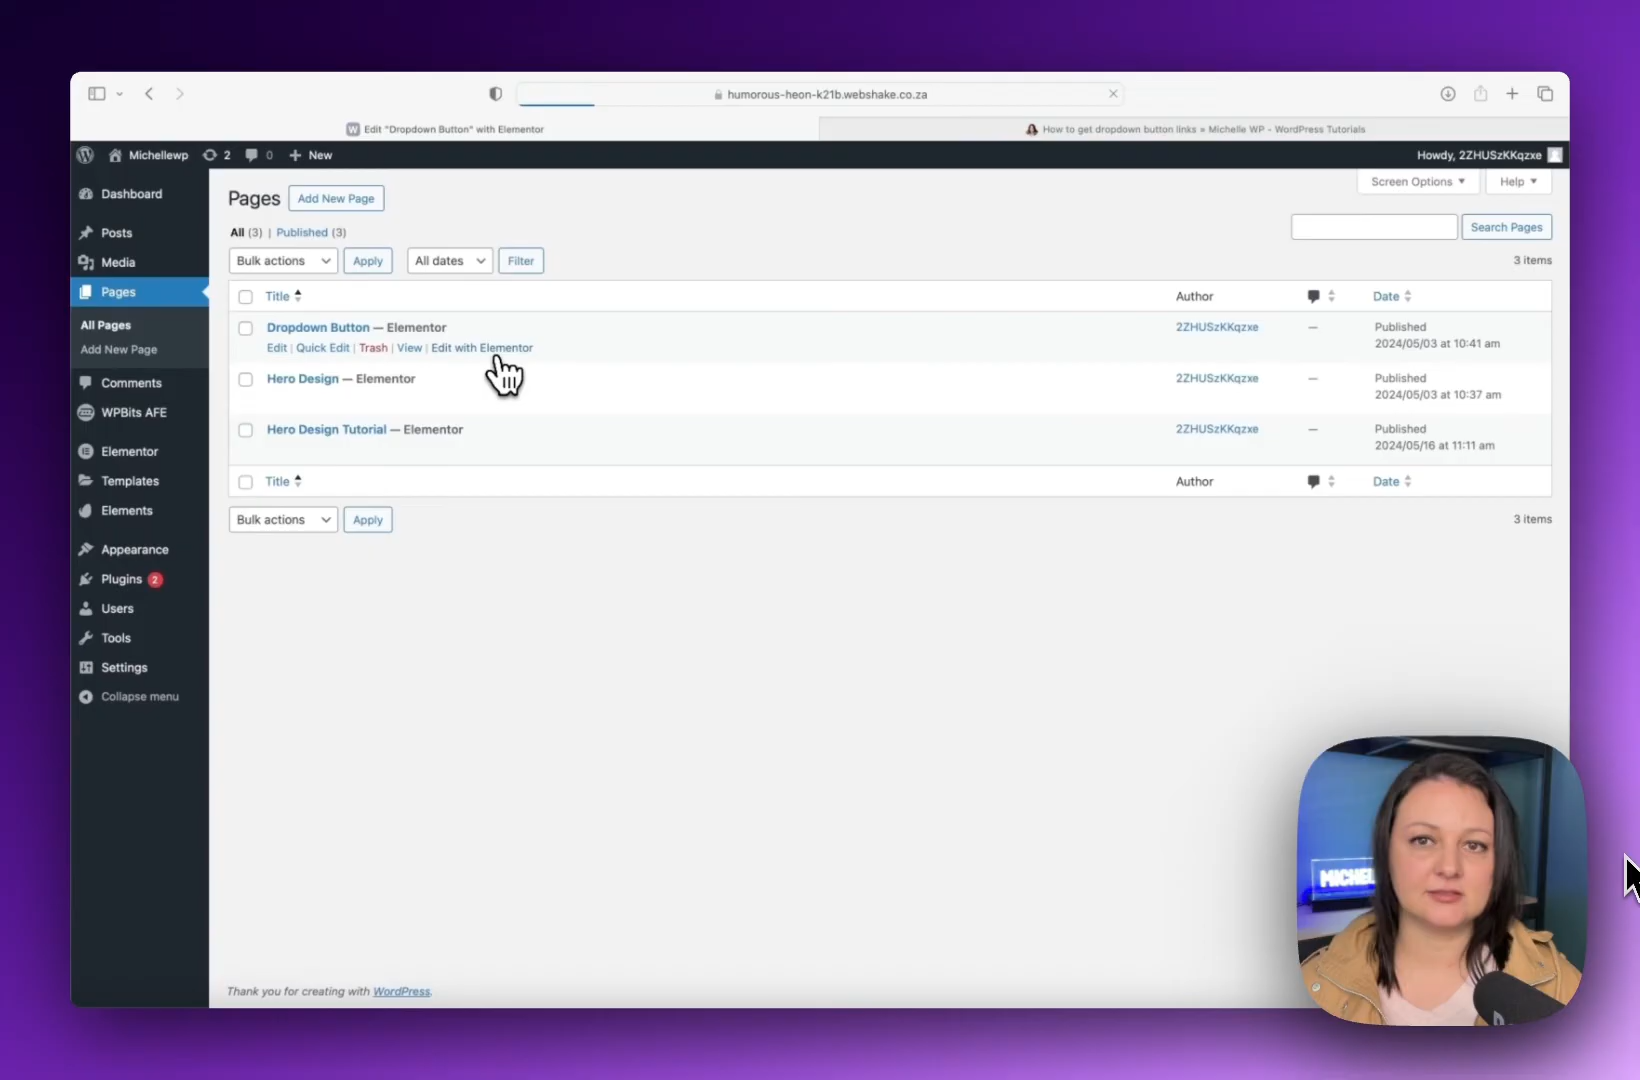 humorous-heon-k21b.webshake.co.za
Edit "Dropdown Button" with Elementor
How to get dropdown button links » Michelle WP - WordPress Tutorials
Michellewp 2 0 New
Howdy, 2ZHUSzKKqzxe
Screen Options Help
Dashboard
Posts
Media
Pages
All Pages
Add New Page
Comments
WPBits AFE
Elementor
Templates
Elements
Appearance
Plugins 2
Users
Tools
Settings
Collapse menu
Pages Add New Page
All (3) | Published (3)
Search Pages
Bulk actions Apply All dates Filter
3 items
Title Author Date
Dropdown Button — Elementor 2ZHUSzKKqzxe — Published
Edit | Quick Edit | Trash | View | Edit with Elementor 2024/05/03 at 10:41 am
Hero Design — Elementor 2ZHUSzKKqzxe — Published
2024/05/03 at 10:37 am
Hero Design Tutorial — Elementor 2ZHUSzKKqzxe — Published
2024/05/16 at 11:11 am
Title Author Date
Bulk actions Apply
3 items
Thank you for creating with WordPress.
MICHEL